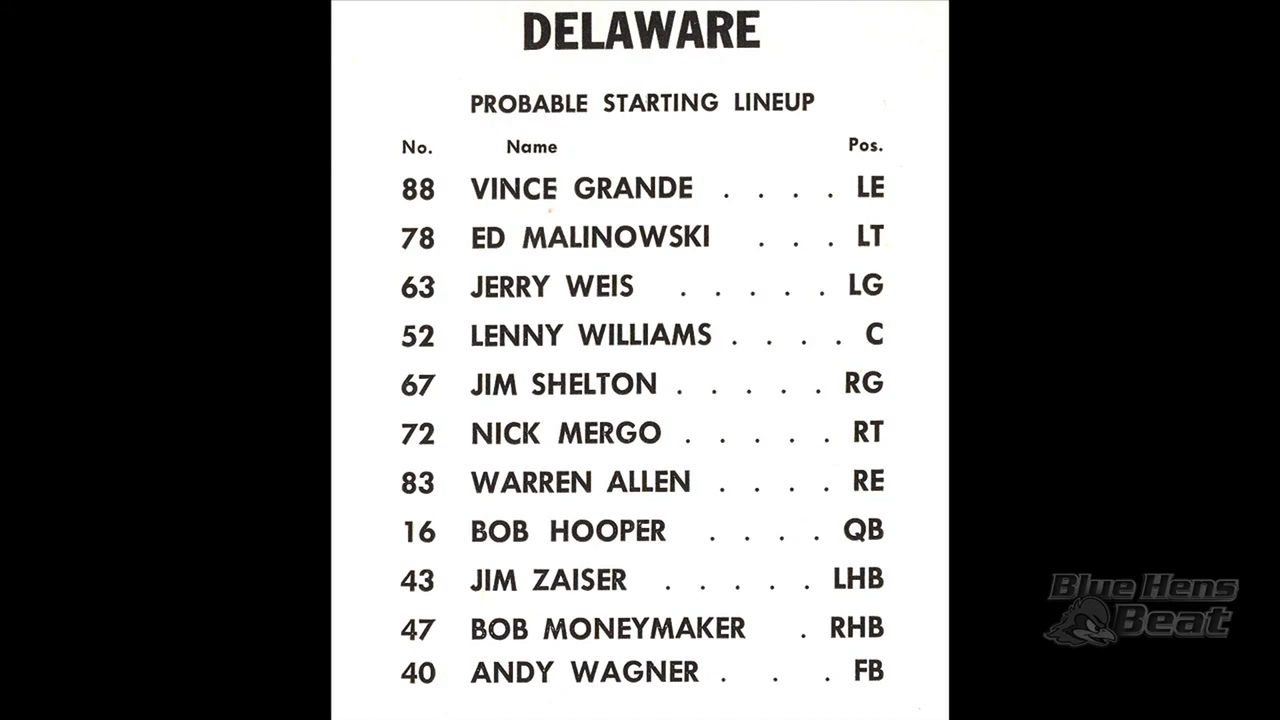 DELAWARE
PROBABLE STARTING LINEUP
No. Name Pos.
88 VINCE GRANDE . . . . LE
78 ED MALINOWSKI . . . LT
63 JERRY WEIS . . . . . LG
52 LENNY WILLIAMS . . . . C
67 JIM SHELTON . . . . . RG
72 NICK MERGO . . . . . RT
83 WARREN ALLEN . . . . RE
16 BOB HOOPER . . . . QB
43 JIM ZAISER . . . . . LHB
47 BOB MONEYMAKER . RHB
40 ANDY WAGNER . . . FB
Blue Hens
Beat